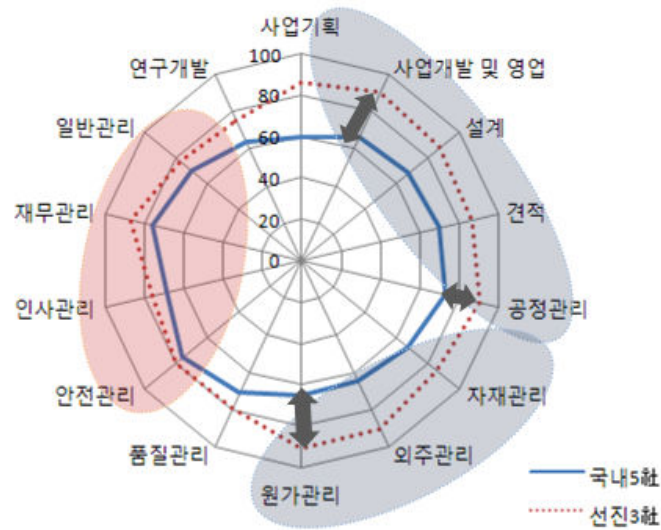 사업기획
연구개발
사업개발 및 영업
일반관리
설계
재무관리
견적
인사관리
공정관리
안전관리
자재관리
품질관리
외주관리
원가관리
100
80
60
40
20
0
국내5社
선진3社